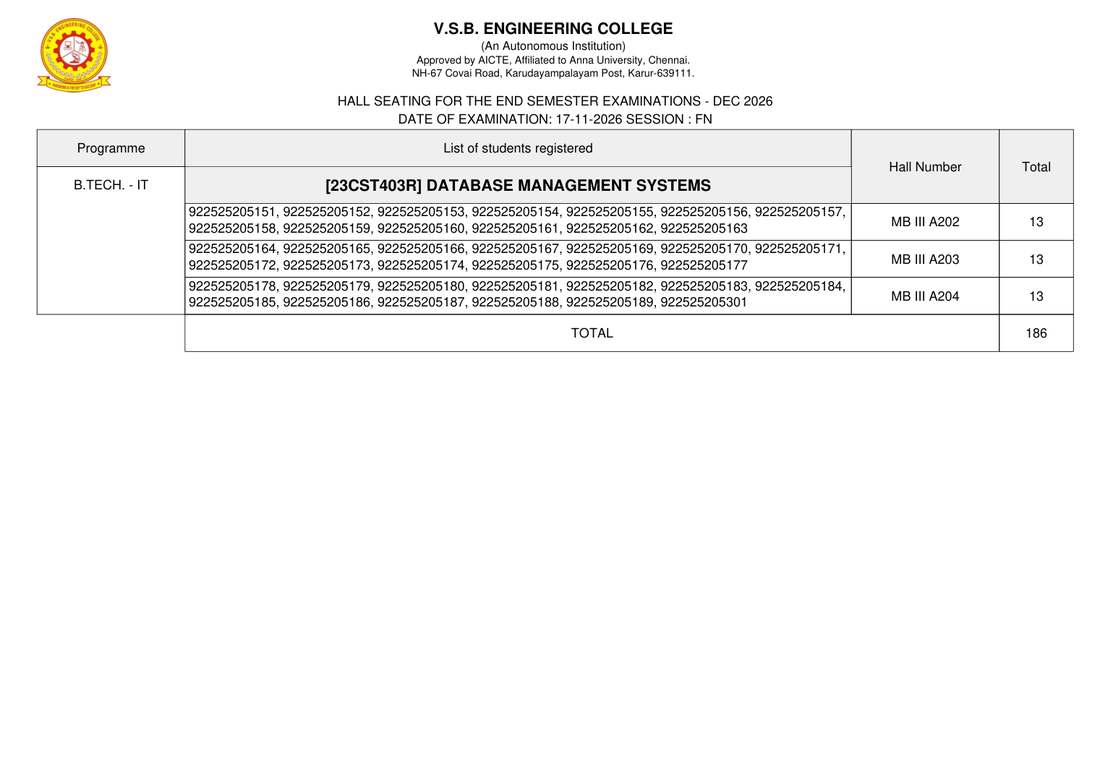 V.S.B. ENGINEERING COLLEGE
(An Autonomous Institution)
Approved by AICTE, Affiliated to Anna University, Chennai.
NH-67 Covai Road, Karudayampalayam Post, Karur-639111.
HALL SEATING FOR THE END SEMESTER EXAMINATIONS - DEC 2026
DATE OF EXAMINATION: 17-11-2026 SESSION : FN
Programme
List of students registered
Hall Number
Total
B.TECH. - IT
[23CST403R] DATABASE MANAGEMENT SYSTEMS
922525205151, 922525205152, 922525205153, 922525205154, 922525205155, 922525205156, 922525205157,
922525205158, 922525205159, 922525205160, 922525205161, 922525205162, 922525205163
MB III A202
13
922525205164, 922525205165, 922525205166, 922525205167, 922525205169, 922525205170, 922525205171,
922525205172, 922525205173, 922525205174, 922525205175, 922525205176, 922525205177
MB III A203
13
922525205178, 922525205179, 922525205180, 922525205181, 922525205182, 922525205183, 922525205184,
922525205185, 922525205186, 922525205187, 922525205188, 922525205189, 922525205301
MB III A204
13
TOTAL
186